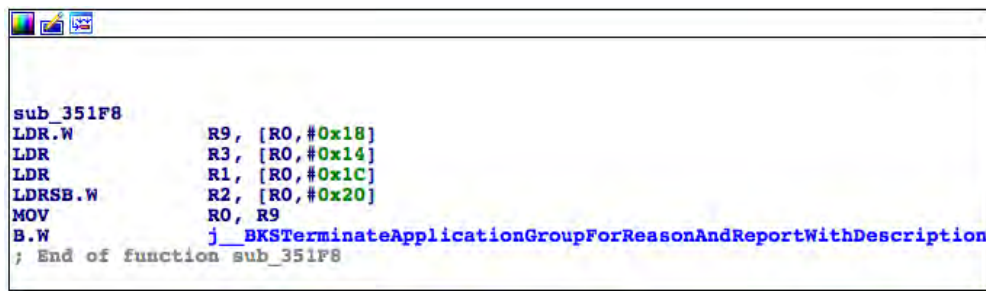 sub_351F8
LDR.W R9, [R0,#0x18]
LDR R3, [R0,#0x14]
LDR R1, [R0,#0x1C]
LDRSB.W R2, [R0,#0x20]
MOV R0, R9
B.W j__BKSTerminateApplicationGroupForReasonAndReportWithDescription
; End of function sub_351F8